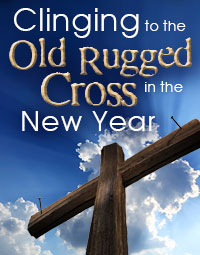 Clinging to the
Old Rugged
Cross in the
New Year